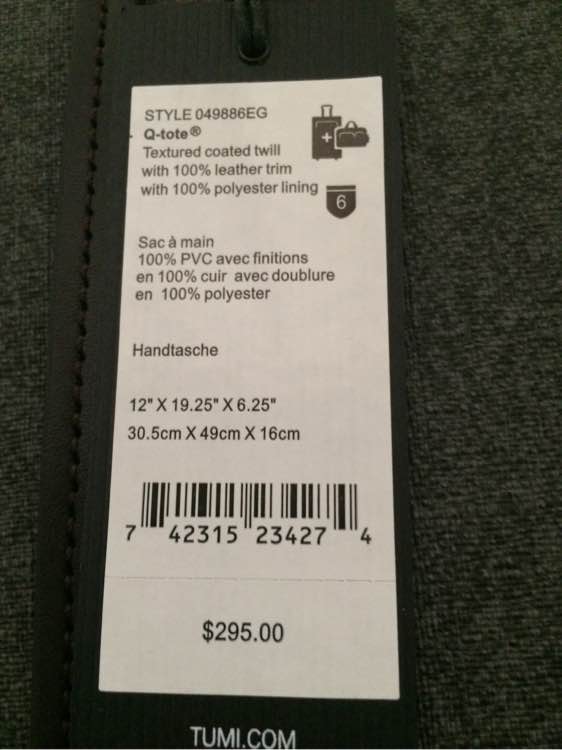 STYLE 049886EG
Q-tote®
Textured coated twill
with 100% leather trim
with 100% polyester lining
+
6
Sac à main
100% PVC avec finitions
en 100% cuir avec doublure
en 100% polyester
Handtasche
12" X 19.25" X 6.25"
30.5cm X 49cm X 16cm
7 42315 23427 4
$295.00
TUMI.COM